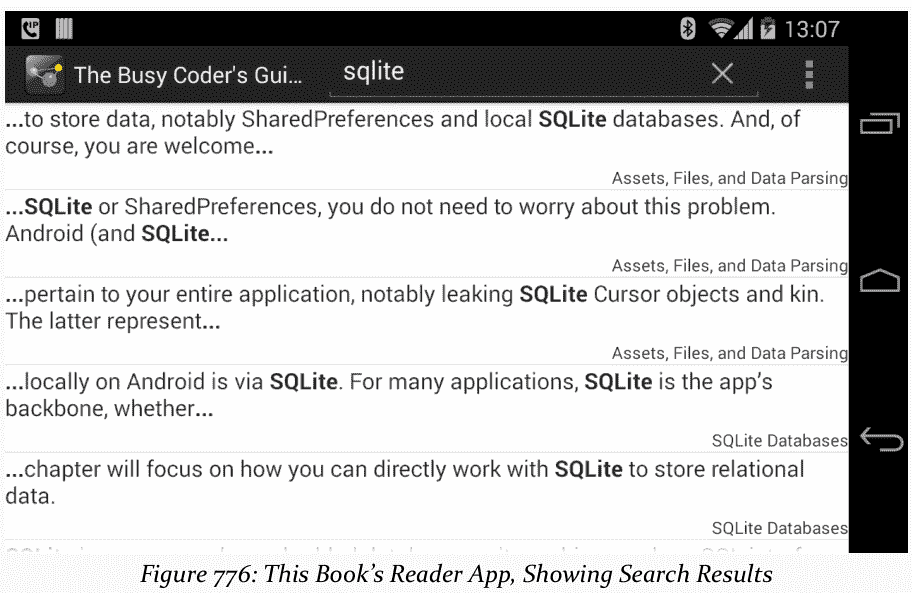 13:07
The Busy Coder's Gui...
sqlite
...to store data, notably SharedPreferences and local SQLite databases. And, of
course, you are welcome...
Assets, Files, and Data Parsing
...SQLite or SharedPreferences, you do not need to worry about this problem.
Android (and SQLite...
Assets, Files, and Data Parsing
...pertain to your entire application, notably leaking SQLite Cursor objects and kin.
The latter represent...
Assets, Files, and Data Parsing
...locally on Android is via SQLite. For many applications, SQLite is the app's
backbone, whether...
SQLite Databases
...chapter will focus on how you can directly work with SQLite to store relational
data.
SQLite Databases
Figure 776: This Book's Reader App, Showing Search Results